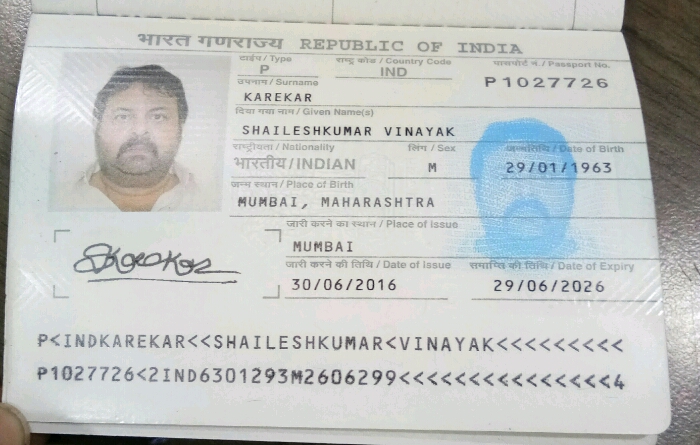 भारत गणराज्य REPUBLIC OF INDIA
टाईप/Type राष्ट्र कोड/Country Code पासपोर्ट नं./Passport No.
P IND P1027726
उपनाम/Surname
KAREKAR
दिया गया नाम/Given Name(s)
SHAILESHKUMAR VINAYAK
राष्ट्रीयता/Nationality लिंग/Sex जन्मतिथि/Date of Birth
भारतीय/INDIAN M 29/01/1963
जन्म स्थान/Place of Birth
MUMBAI, MAHARASHTRA
जारी करने का स्थान/Place of Issue
MUMBAI
जारी करने की तिथि/Date of Issue समाप्ति की तिथि/Date of Expiry
30/06/2016 29/06/2026
P<INDKAREKAR<<SHAILESHKUMAR<VINAYAK<<<<<<<<<
P1027726<2IND6301293M2606299<<<<<<<<<<<<<<<4